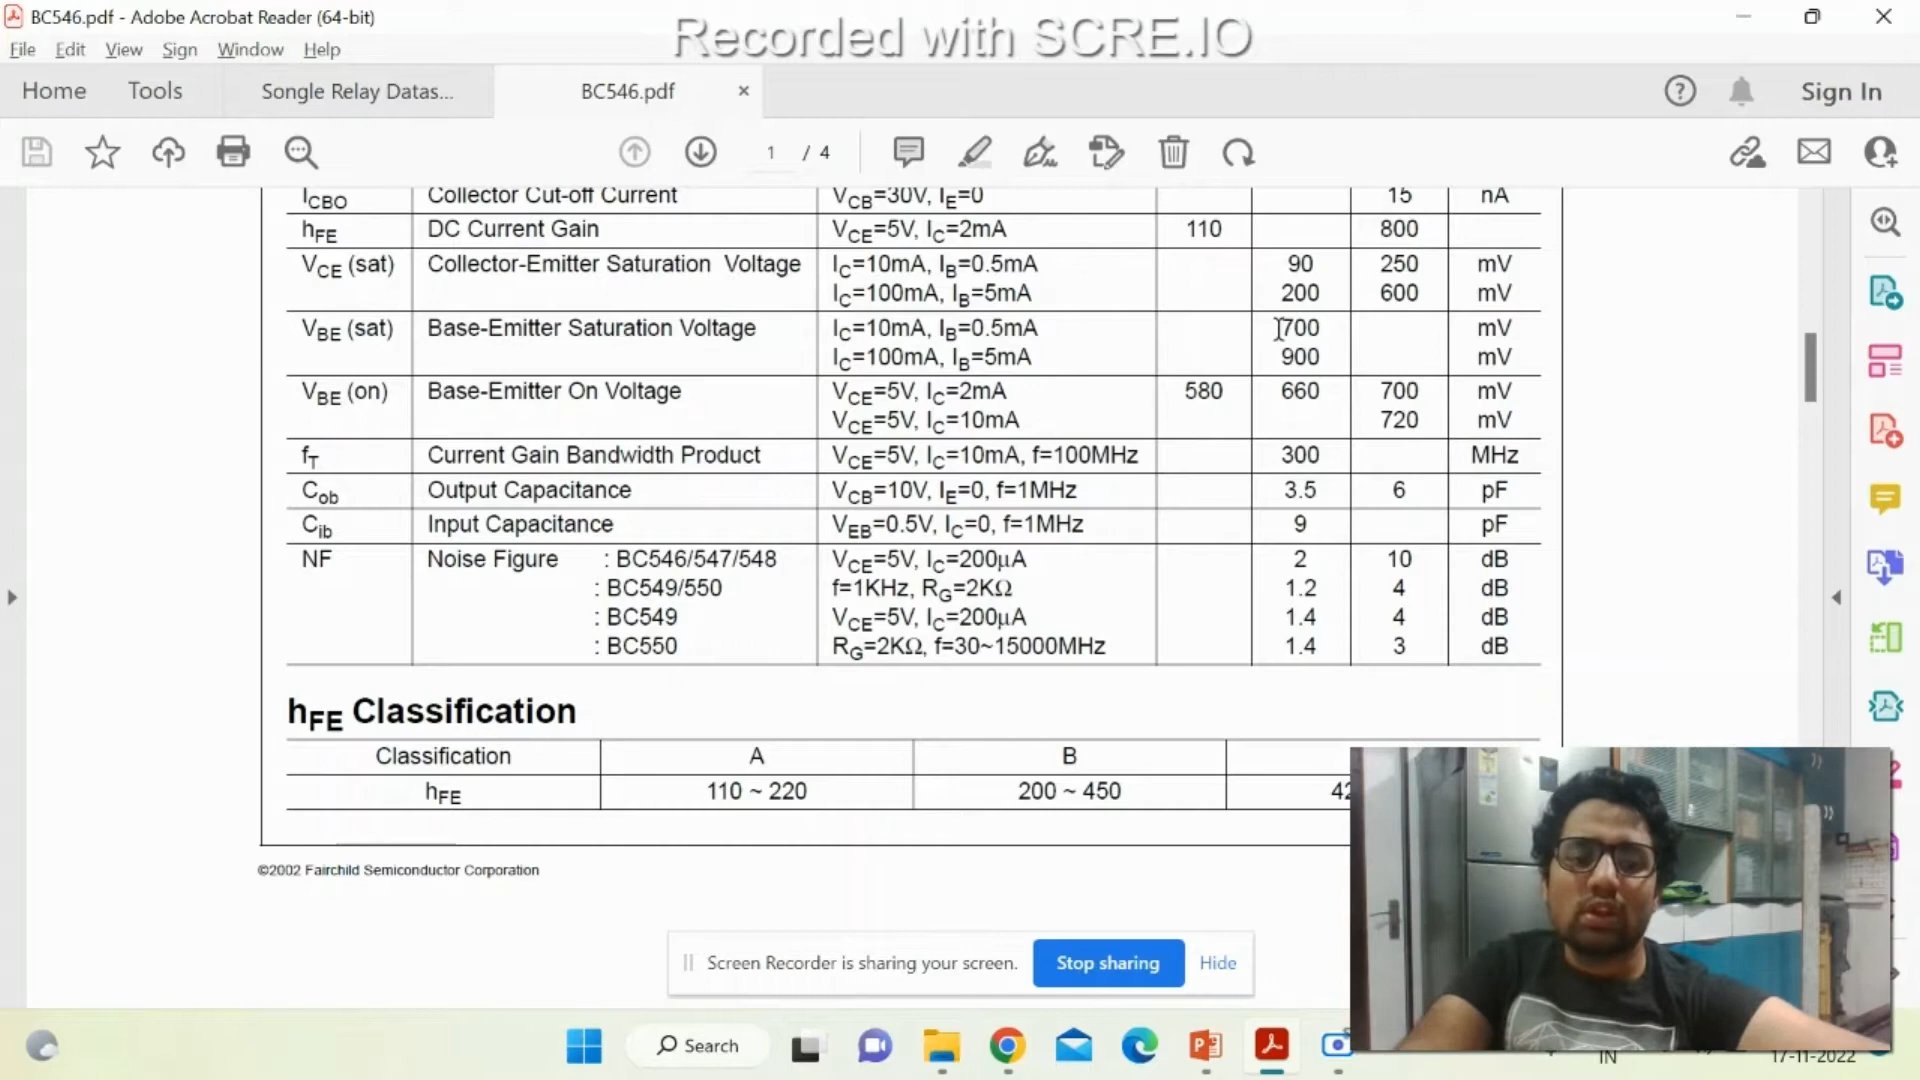 BC546.pdf - Adobe Acrobat Reader (64-bit)
Recorded with SCRE.IO
File Edit View Sign Window Help
Home Tools Songle Relay Datas... BC546.pdf × Sign In
1 / 4
ICBO Collector Cut-off Current VCB=30V, IE=0 15 nA
hFE DC Current Gain VCE=5V, IC=2mA 110 800
VCE (sat) Collector-Emitter Saturation Voltage IC=10mA, IB=0.5mA 90 250 mV
IC=100mA, IB=5mA 200 600 mV
VBE (sat) Base-Emitter Saturation Voltage IC=10mA, IB=0.5mA 700 mV
IC=100mA, IB=5mA 900 mV
VBE (on) Base-Emitter On Voltage VCE=5V, IC=2mA 580 660 700 mV
VCE=5V, IC=10mA 720 mV
fT Current Gain Bandwidth Product VCE=5V, IC=10mA, f=100MHz 300 MHz
Cob Output Capacitance VCB=10V, IE=0, f=1MHz 3.5 6 pF
Cib Input Capacitance VEB=0.5V, IC=0, f=1MHz 9 pF
NF Noise Figure : BC546/547/548 VCE=5V, IC=200μA 2 10 dB
: BC549/550 f=1KHz, RG=2KΩ 1.2 4 dB
: BC549 VCE=5V, IC=200μA 1.4 4 dB
: BC550 RG=2KΩ, f=30~15000MHz 1.4 3 dB
hFE Classification
Classification A B
hFE 110 ~ 220 200 ~ 450 42
©2002 Fairchild Semiconductor Corporation
Screen Recorder is sharing your screen. Stop sharing Hide
Search
IN 17-11-2022